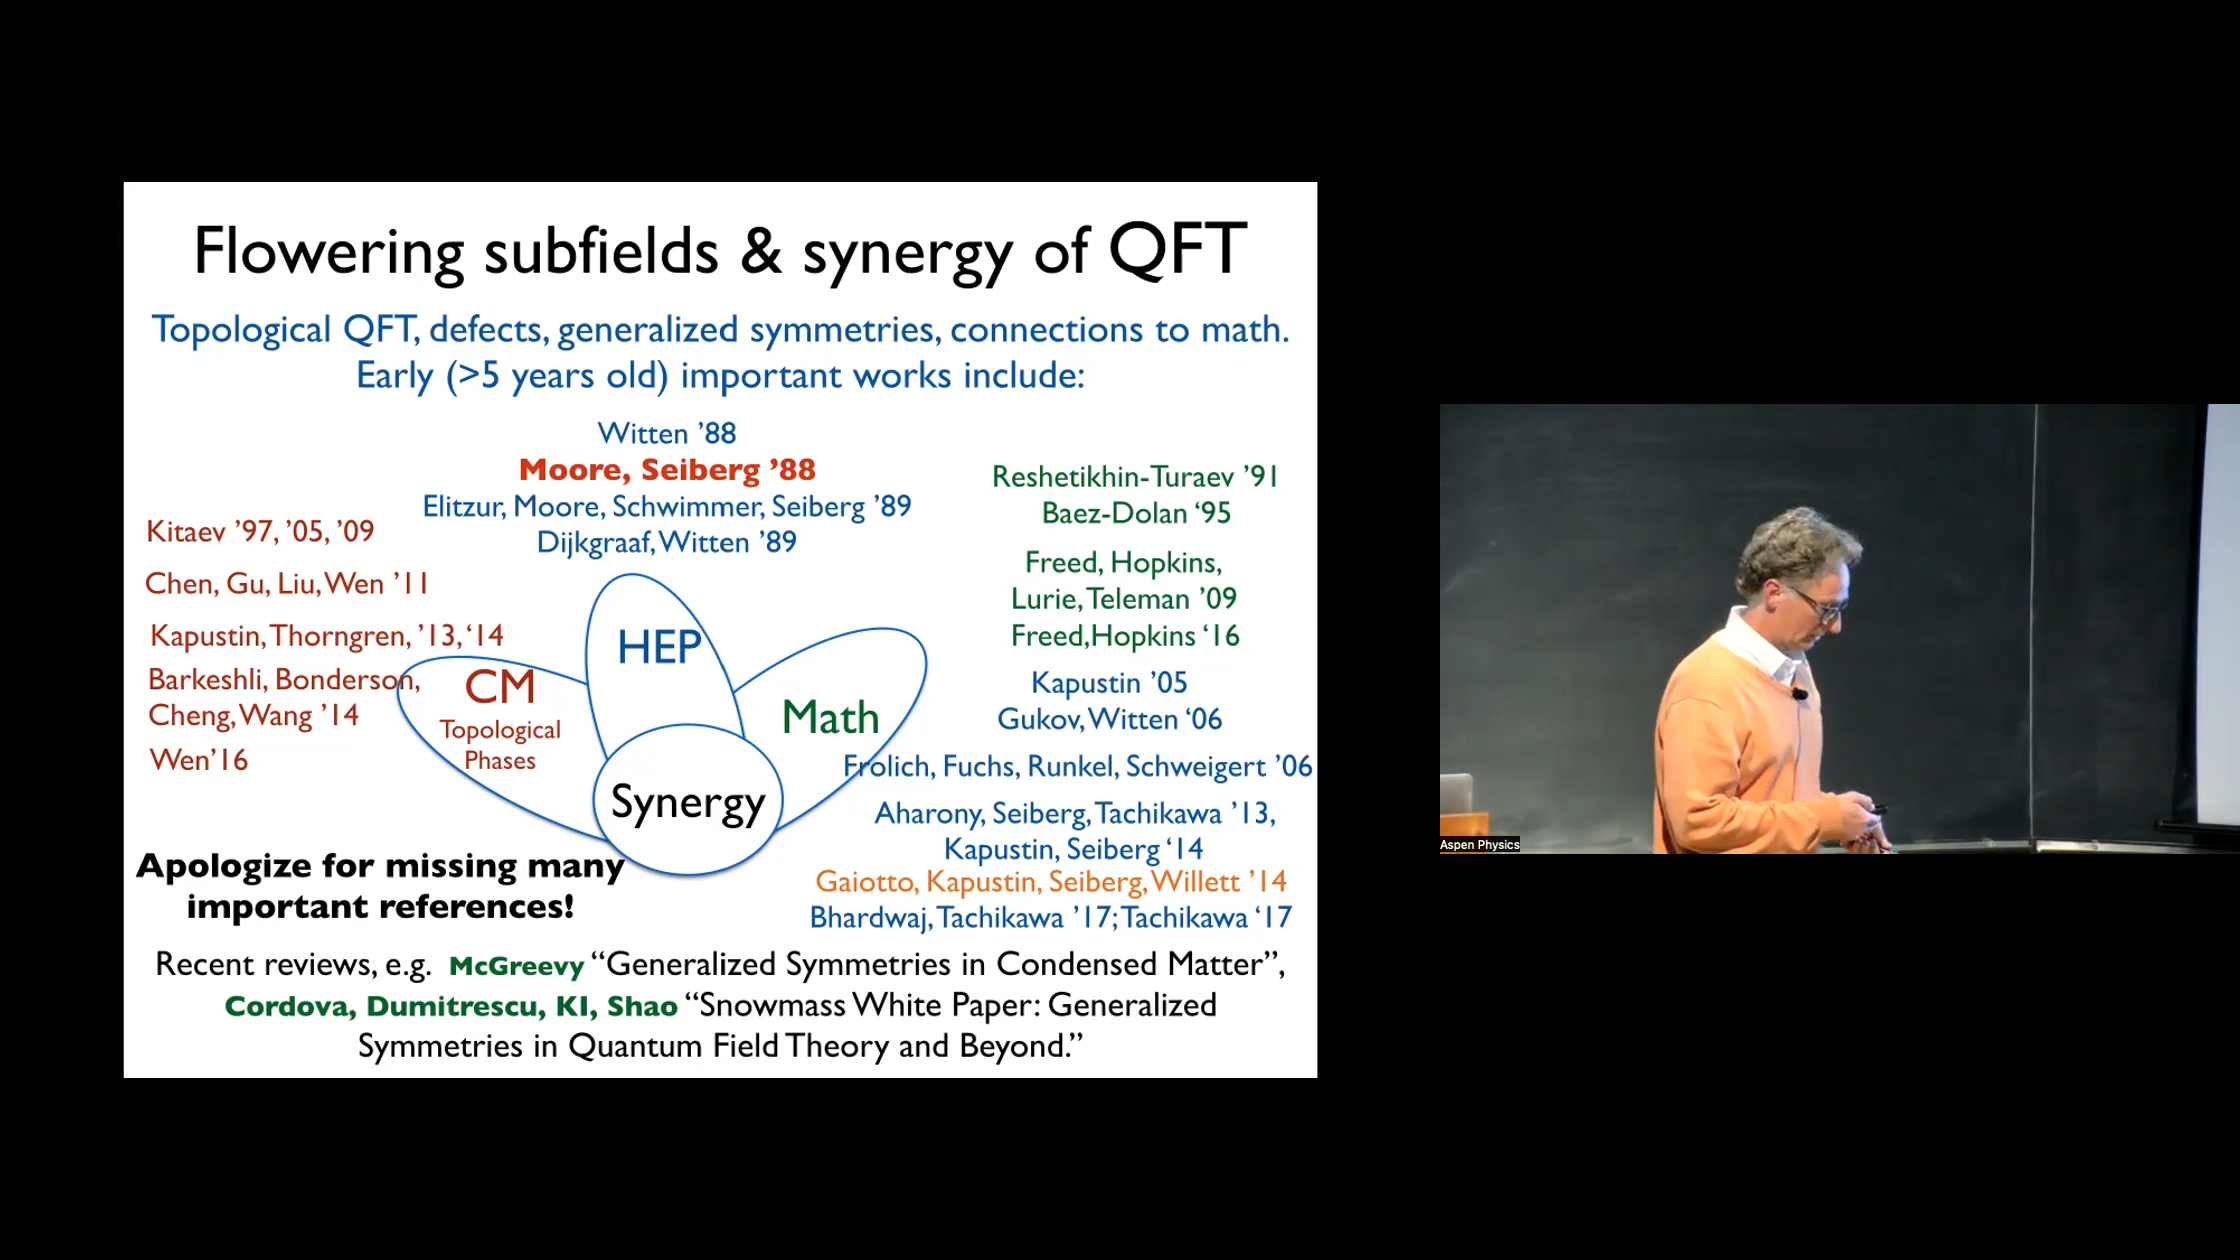 Flowering subfields & synergy of QFT
Topological QFT, defects, generalized symmetries, connections to math.
Early (>5 years old) important works include:
Witten ’88
Moore, Seiberg ’88
Elitzur, Moore, Schwimmer, Seiberg ’89
Dijkgraaf, Witten ’89
Kitaev ’97, ’05, ’09
Chen, Gu, Liu, Wen ’11
Kapustin, Thorngren, ’13, ‘14
Barkeshli, Bonderson,
Cheng, Wang ’14
Wen’16
HEP
CM
Topological
Phases
Math
Synergy
Reshetikhin-Turaev ’91
Baez-Dolan ‘95
Freed, Hopkins,
Lurie, Teleman ’09
Freed,Hopkins ‘16
Kapustin ’05
Gukov, Witten ‘06
Frolich, Fuchs, Runkel, Schweigert ’06
Aharony, Seiberg, Tachikawa ’13,
Kapustin, Seiberg ‘14
Gaiotto, Kapustin, Seiberg, Willett ’14
Bhardwaj, Tachikawa ’17; Tachikawa ‘17
Apologize for missing many
important references!
Recent reviews, e.g. McGreevy “Generalized Symmetries in Condensed Matter”,
Cordova, Dumitrescu, KI, Shao “Snowmass White Paper: Generalized
Symmetries in Quantum Field Theory and Beyond.”
Aspen Physics